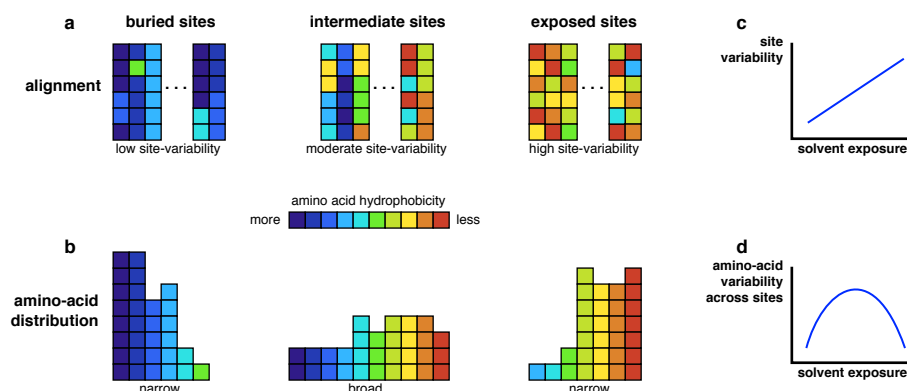 a
buried sites
intermediate sites
exposed sites
c
alignment
...
...
...
low site-variability
moderate site-variability
high site-variability
site
variability
solvent exposure
amino acid hydrophobicity
more
less
b
amino-acid
distribution
narrow
broad
narrow
d
amino-acid
variability
across sites
solvent exposure